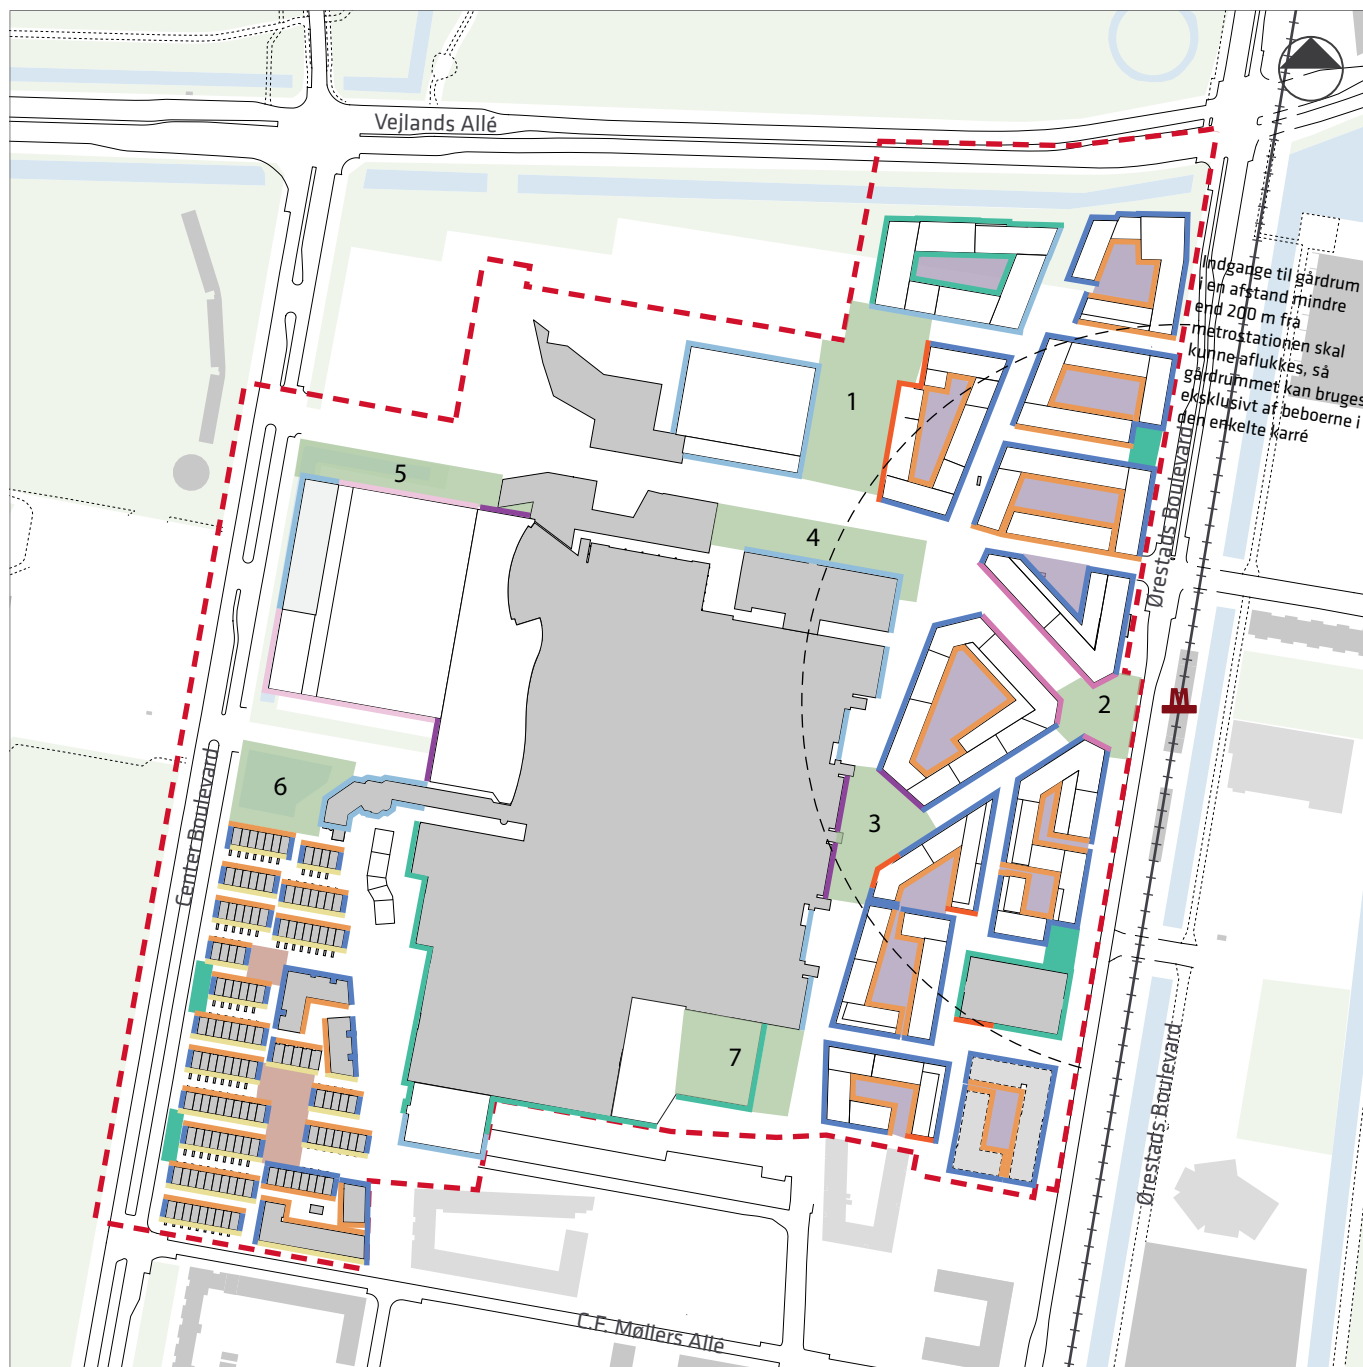 Vejlands Allé
Indgange til gårdrum
i en afstand mindre
end 200 m fra
metrostationen skal
kunne aflukkes, så
gårdrummet kan bruges
eksklusivt af beboerne i
den enkelte karré
1
5
4
Ørestads Boulevard
2
M
6
3
Center Boulevard
7
Ørestads Boulevard
C.F. Møllers Allé